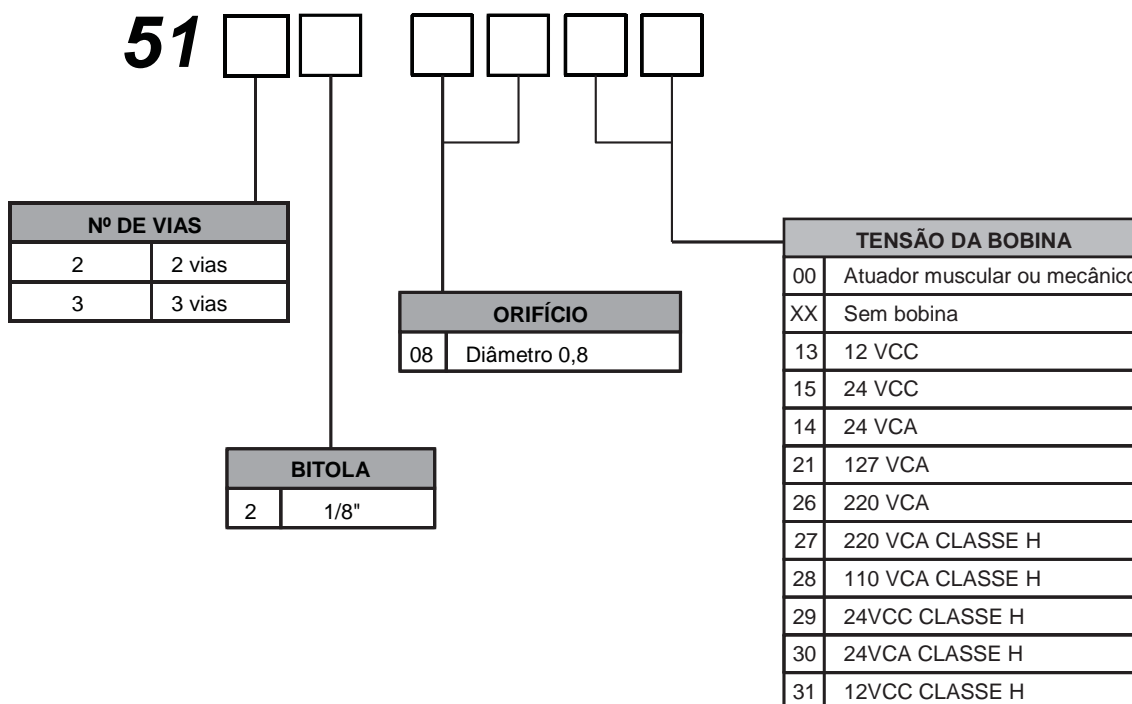 51
Nº DE VIAS
2 2 vias
3 3 vias
ORIFÍCIO
08 Diâmetro 0,8
BITOLA
2 1/8"
TENSÃO DA BOBINA
00 Atuador muscular ou mecânico
XX Sem bobina
13 12 VCC
15 24 VCC
14 24 VCA
21 127 VCA
26 220 VCA
27 220 VCA CLASSE H
28 110 VCA CLASSE H
29 24VCC CLASSE H
30 24VCA CLASSE H
31 12VCC CLASSE H